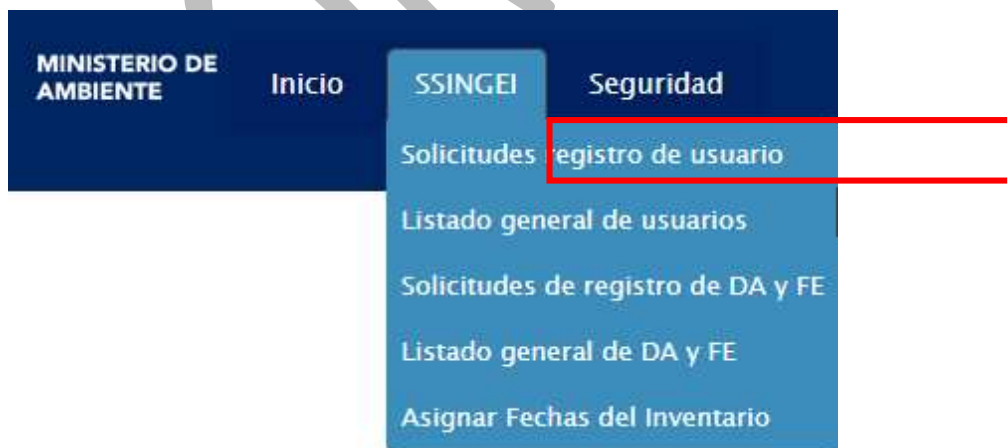 MINISTERIO DE
AMBIENTE
Inicio SSINGEI Seguridad
Solicitudes registro de usuario
Listado general de usuarios
Solicitudes de registro de DA y FE
Listado general de DA y FE
Asignar Fechas del Inventario